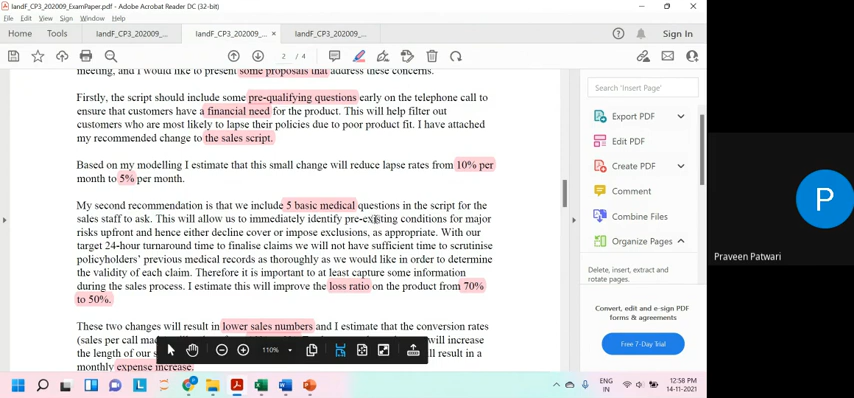 IandF_CP3_202009_ExamPaper.pdf - Adobe Acrobat Reader DC (32-bit)
File Edit View Sign Window Help
Home Tools IandF_CP3_202009_... IandF_CP3_202009_... × IandF_CP3_202009_... Sign In
2 / 4
meeting, and I would like to present some proposals that address these concerns.
Firstly, the script should include some pre-qualifying questions early on the telephone call to
ensure that customers have a financial need for the product. This will help filter out
customers who are most likely to lapse their policies due to poor product fit. I have attached
my recommended change to the sales script.
Based on my modelling I estimate that this small change will reduce lapse rates from 10% per
month to 5% per month.
My second recommendation is that we include 5 basic medical questions in the script for the
sales staff to ask. This will allow us to immediately identify pre-existing conditions for major
risks upfront and hence either decline cover or impose exclusions, as appropriate. With our
target 24-hour turnaround time to finalise claims we will not have sufficient time to scrutinise
policyholders' previous medical records as thoroughly as we would like in order to determine
the validity of each claim. Therefore it is important to at least capture some information
during the sales process. I estimate this will improve the loss ratio on the product from 70%
to 50%.
These two changes will result in lower sales numbers and I estimate that the conversion rates
(sales per call ma
will increase
the length of our s
ll result in a
monthly expense increase.
110%
Search 'Insert Page'
Export PDF
Edit PDF
Create PDF
Comment
Combine Files
Organize Pages
Delete, insert, extract and
rotate pages.
Convert, edit and e-sign PDF
forms & agreements
Free 7-Day Trial
P
Praveen Patwari
ENG
IN
12:58 PM
14-11-2021